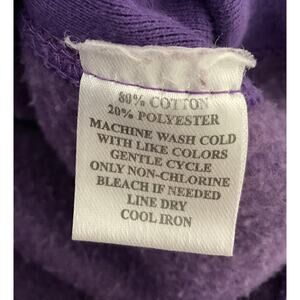 80% COTTON
20% POLYESTER
MACHINE WASH COLD
WITH LIKE COLORS
GENTLE CYCLE
ONLY NON-CHLORINE
BLEACH IF NEEDED
LINE DRY
COOL IRON